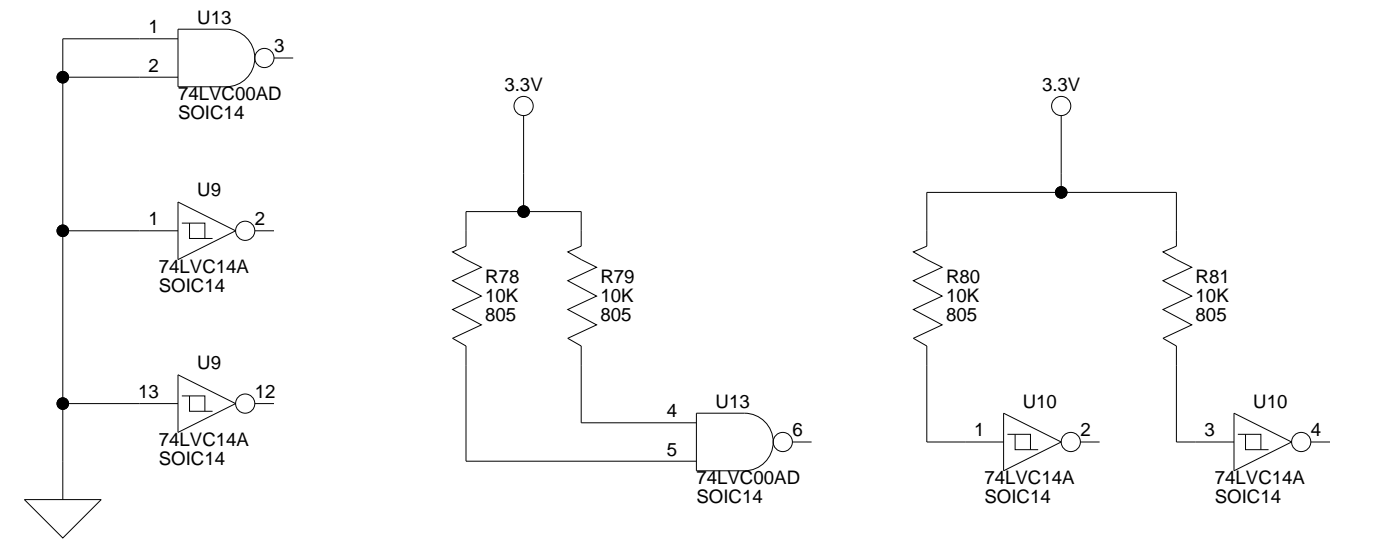 U13
1
3
2
74LVC00AD
SOIC14
U9
1
2
74LVC14A
SOIC14
U9
13
12
74LVC14A
SOIC14
3.3V
R78
10K
805
R79
10K
805
U13
4
6
5
74LVC00AD
SOIC14
3.3V
R80
10K
805
R81
10K
805
U10
1
2
74LVC14A
SOIC14
U10
3
4
74LVC14A
SOIC14